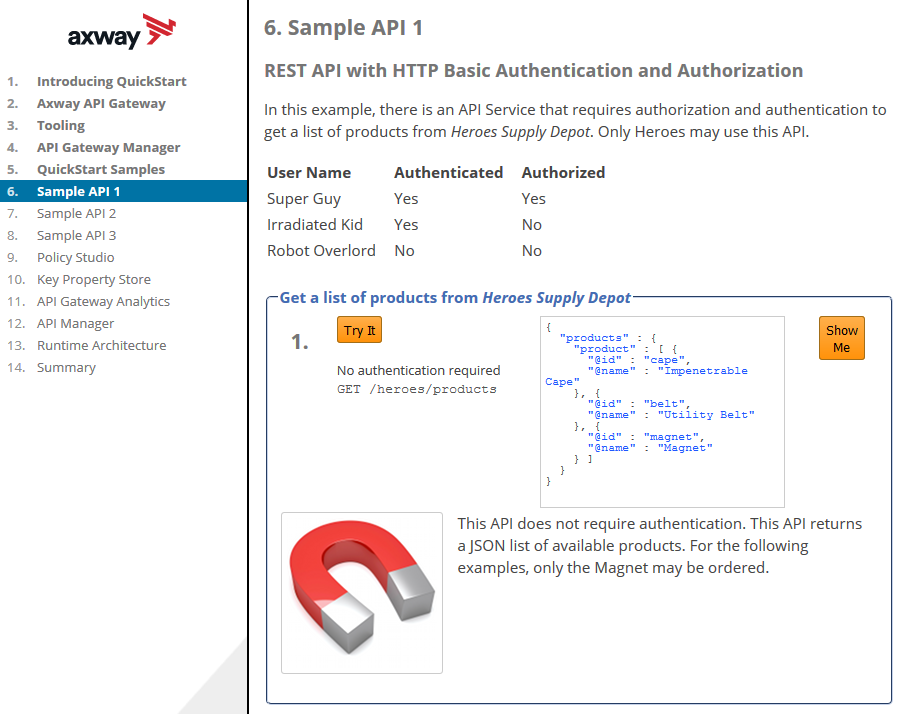 axway
1. Introducing QuickStart
2. Axway API Gateway
3. Tooling
4. API Gateway Manager
5. QuickStart Samples
6. Sample API 1
7. Sample API 2
8. Sample API 3
9. Policy Studio
10. Key Property Store
11. API Gateway Analytics
12. API Manager
13. Runtime Architecture
14. Summary
6. Sample API 1
REST API with HTTP Basic Authentication and Authorization
In this example, there is an API Service that requires authorization and authentication to
get a list of products from Heroes Supply Depot. Only Heroes may use this API.
User Name Authenticated Authorized
Super Guy Yes Yes
Irradiated Kid Yes No
Robot Overlord No No
Get a list of products from Heroes Supply Depot
1.
Try It
No authentication required
GET /heroes/products
{
"products" : {
"product" : [ {
"@id" : "cape",
"@name" : "Impenetrable
Cape"
}, {
"@id" : "belt",
"@name" : "Utility Belt"
}, {
"@id" : "magnet",
"@name" : "Magnet"
} ]
}
}
Show
Me
This API does not require authentication. This API returns
a JSON list of available products. For the following
examples, only the Magnet may be ordered.